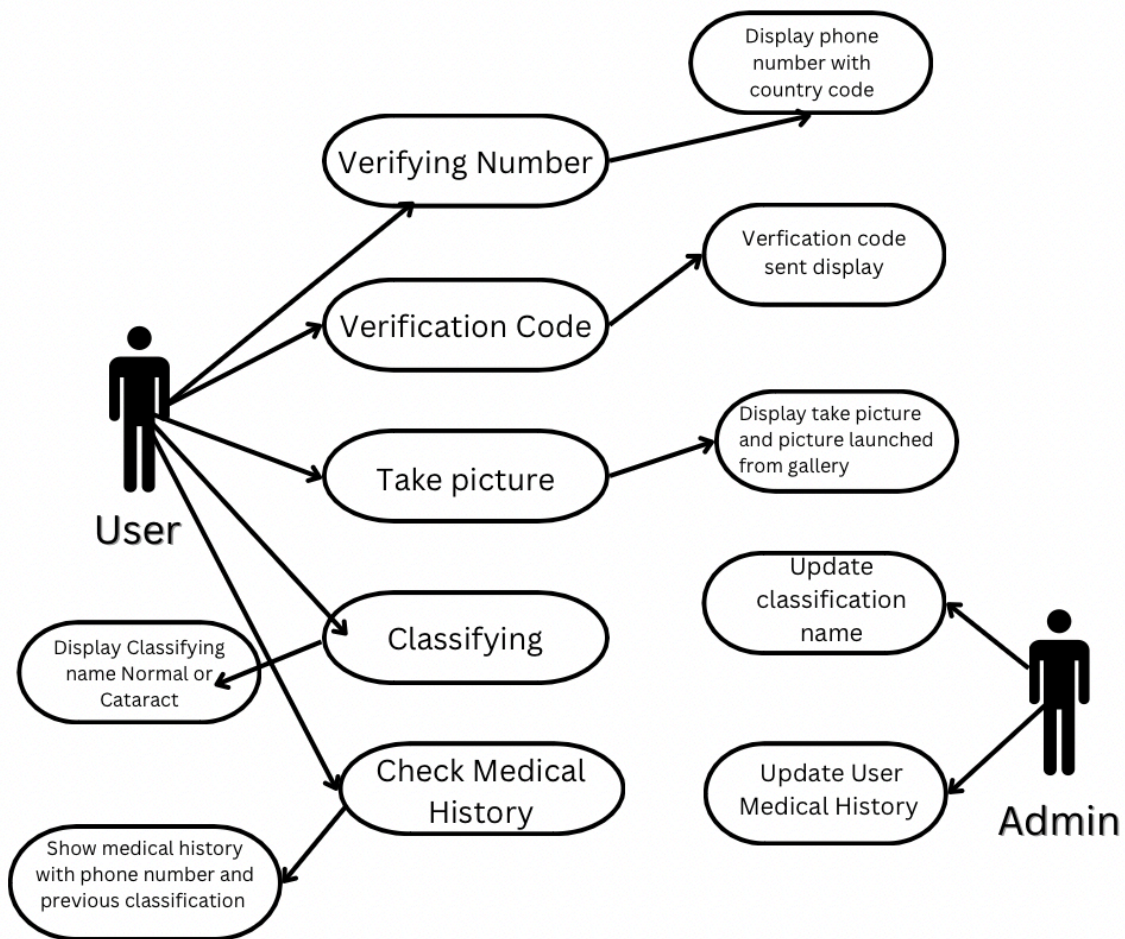 Display phone
number with
country code
Verifying Number
Verfication code
sent display
Verification Code
Display take picture
and picture launched
from gallery
Take picture
User
Update
classification
name
Classifying
Display Classifying
name Normal or
Cataract
Check Medical
History
Update User
Medical History
Admin
Show medical history
with phone number and
previous classification